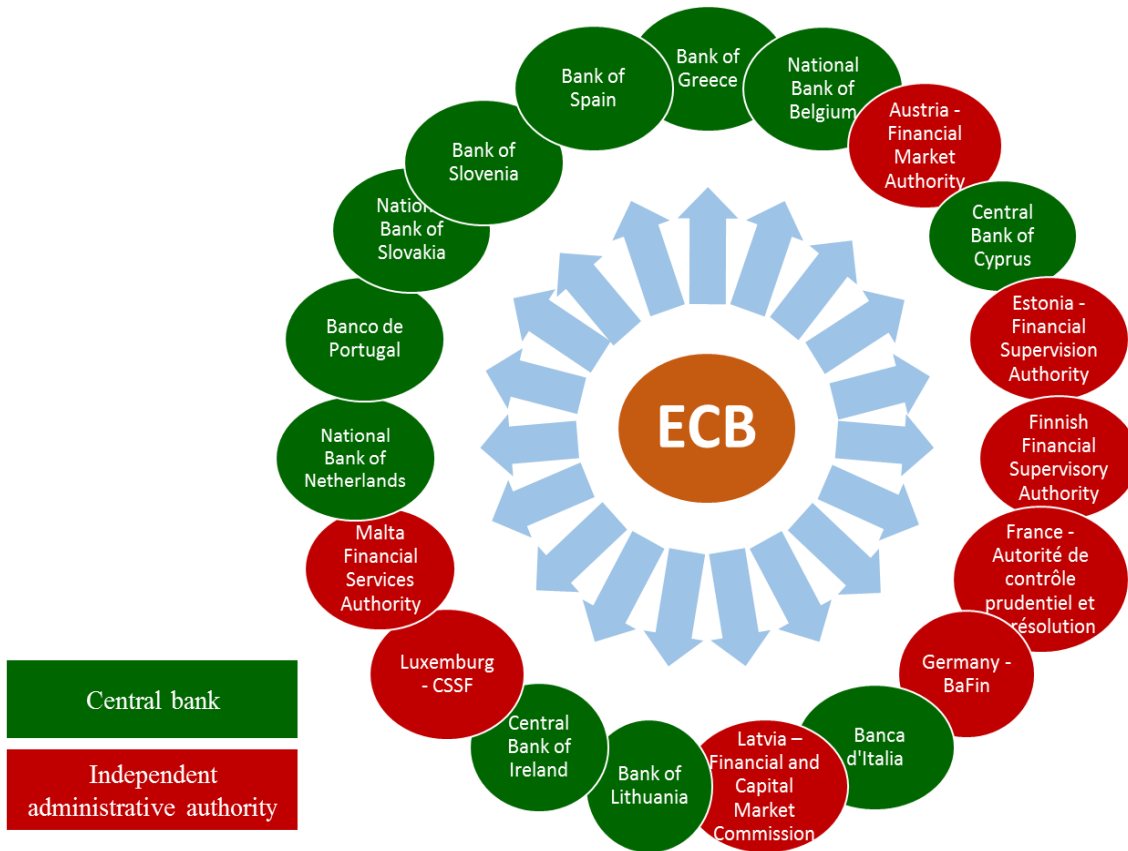 Bank of
Greece
National
Bank of
Belgium
Austria -
Financial
Market
Authority
Central
Bank of
Cyprus
Estonia -
Financial
Supervision
Authority
Finnish
Financial
Supervisory
Authority
France -
Autorité de
contrôle
prudentiel et
résolution
Germany -
BaFin
Banca
d'Italia
Latvia –
Financial and
Capital
Market
Commission
Bank of
Lithuania
Central
Bank of
Ireland
Luxemburg
- CSSF
Malta
Financial
Services
Authority
National
Bank of
Netherlands
Banco de
Portugal
National
Bank of
Slovakia
Bank of
Slovenia
Bank of
Spain
ECB
Central bank
Independent
administrative authority